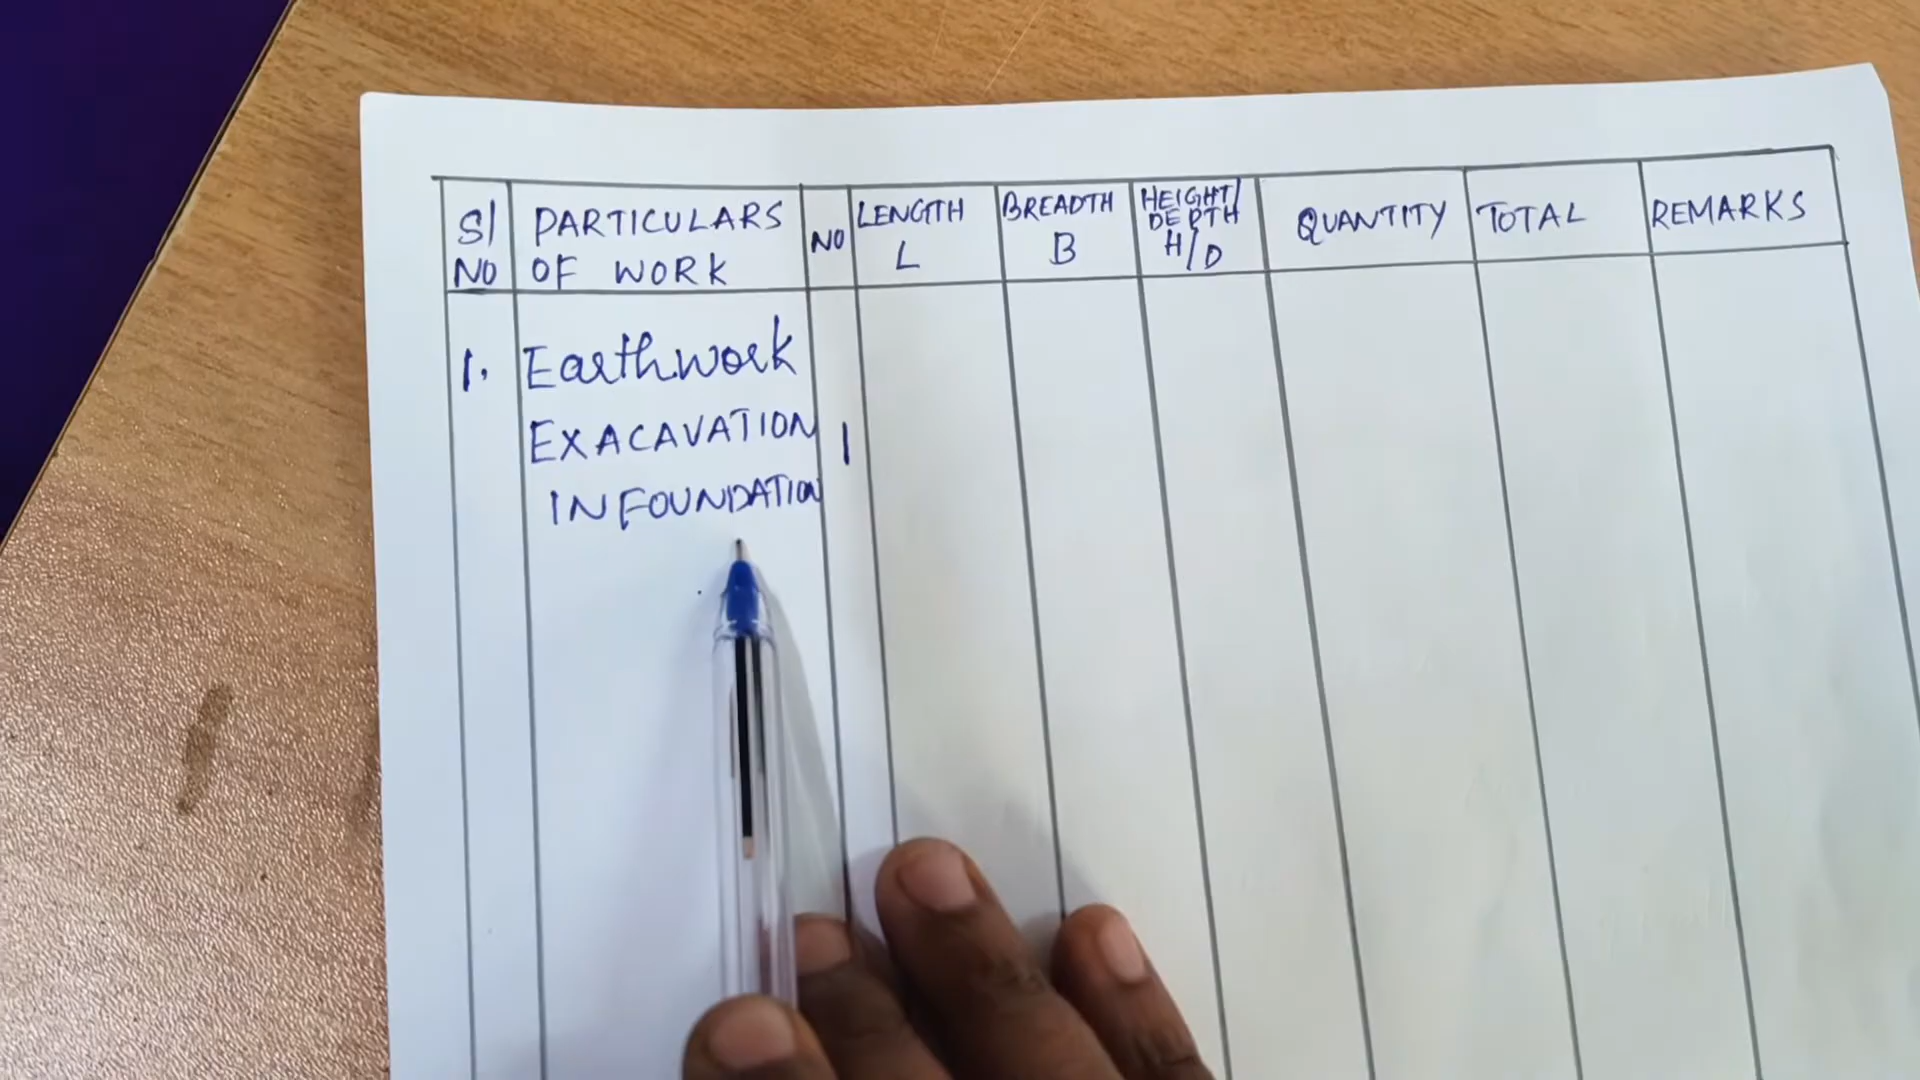 Sl NO
PARTICULARS OF WORK
NO
LENGTH L
BREADTH B
HEIGHT/ DEPTH H/D
QUANTITY
TOTAL
REMARKS
1. Earthwork
EXACAVATION 1
IN FOUNDATION